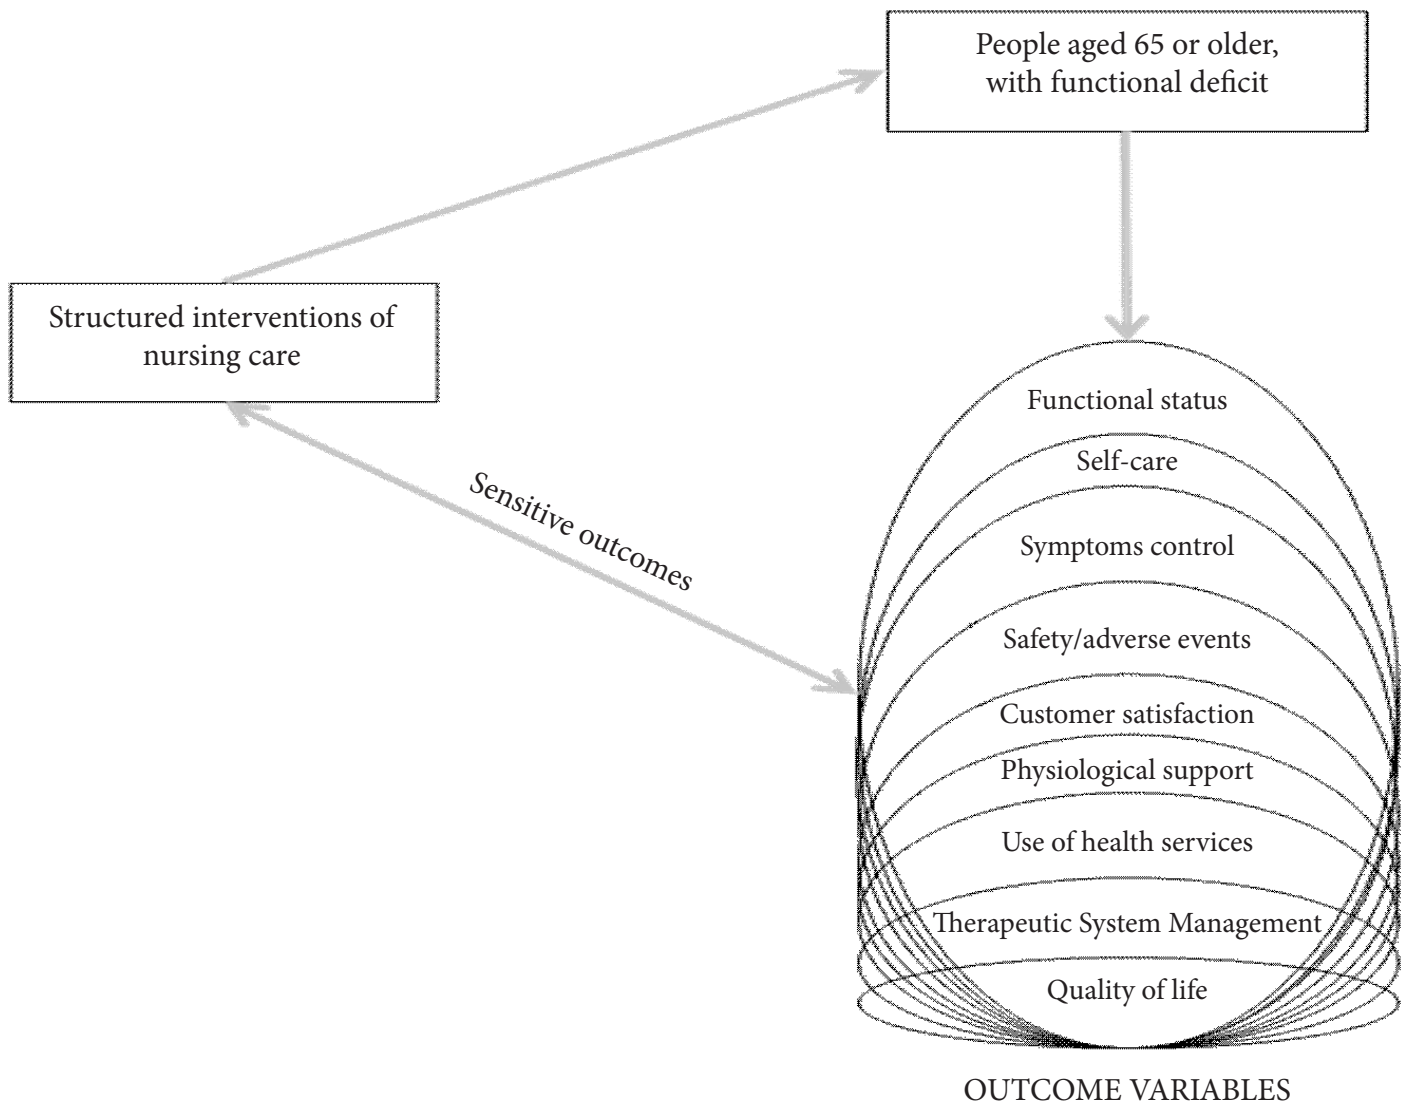 People aged 65 or older,
with functional deficit
Structured interventions of
nursing care
Sensitive outcomes
Functional status
Self-care
Symptoms control
Safety/adverse events
Customer satisfaction
Physiological support
Use of health services
Therapeutic System Management
Quality of life
OUTCOME VARIABLES